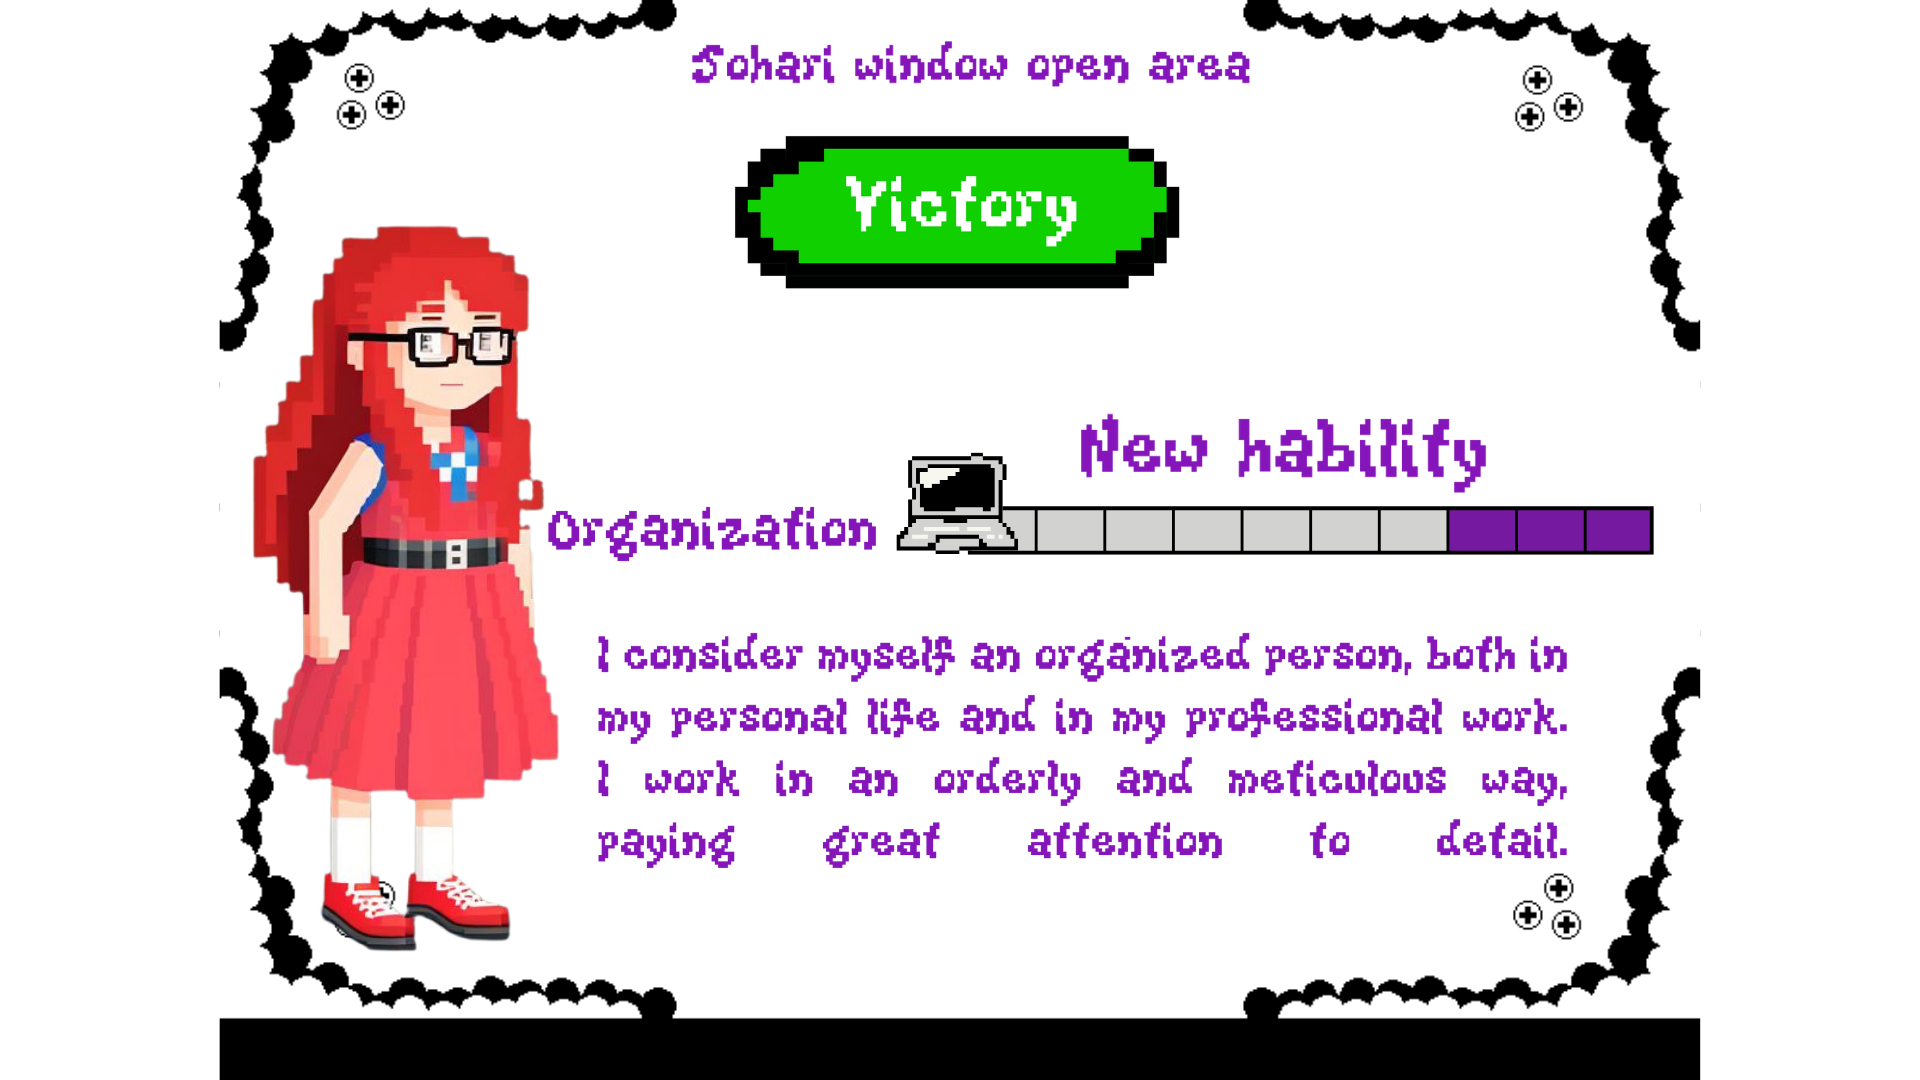 Johari window open area
Victory
New hability
Organization
I consider myself an organized person, both in
my personal life and in my professional work.
I work in an orderly and meticulous way,
paying great attention to detail.